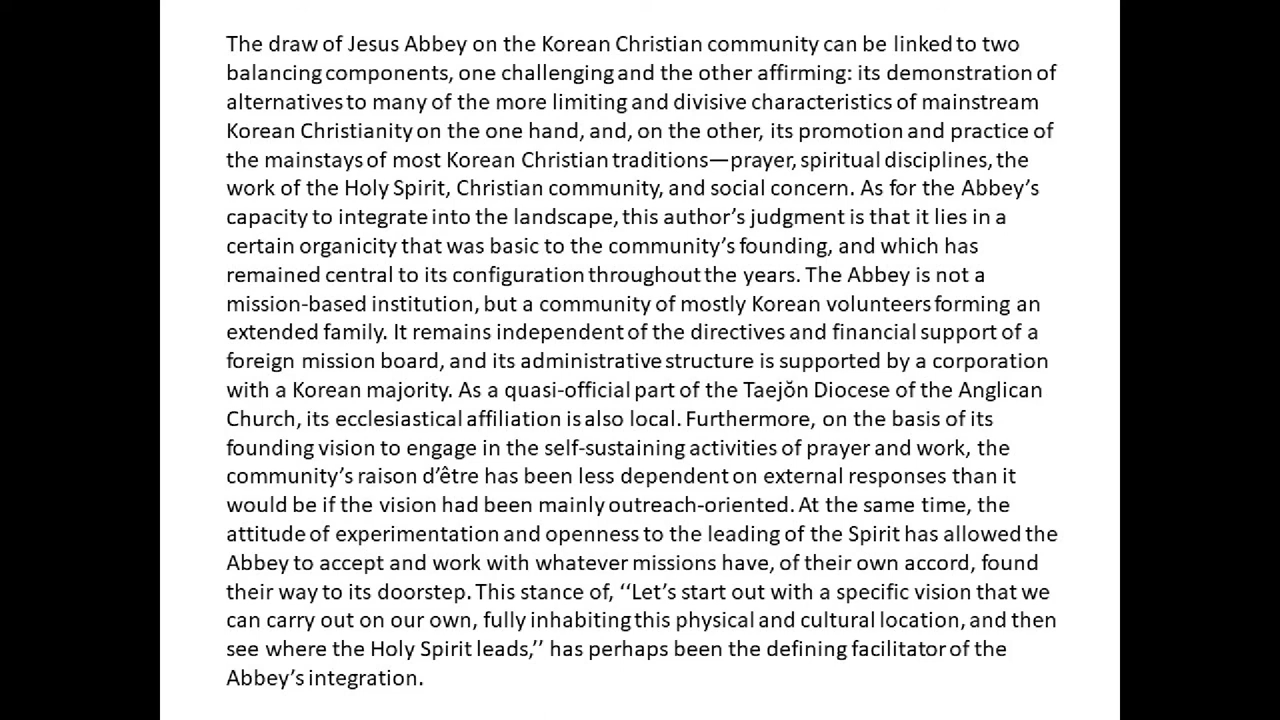 The draw of Jesus Abbey on the Korean Christian community can be linked to two
balancing components, one challenging and the other affirming: its demonstration of
alternatives to many of the more limiting and divisive characteristics of mainstream
Korean Christianity on the one hand, and, on the other, its promotion and practice of
the mainstays of most Korean Christian traditions—prayer, spiritual disciplines, the
work of the Holy Spirit, Christian community, and social concern. As for the Abbey’s
capacity to integrate into the landscape, this author’s judgment is that it lies in a
certain organicity that was basic to the community’s founding, and which has
remained central to its configuration throughout the years. The Abbey is not a
mission-based institution, but a community of mostly Korean volunteers forming an
extended family. It remains independent of the directives and financial support of a
foreign mission board, and its administrative structure is supported by a corporation
with a Korean majority. As a quasi-official part of the Taejŏn Diocese of the Anglican
Church, its ecclesiastical affiliation is also local. Furthermore, on the basis of its
founding vision to engage in the self-sustaining activities of prayer and work, the
community’s raison d’être has been less dependent on external responses than it
would be if the vision had been mainly outreach-oriented. At the same time, the
attitude of experimentation and openness to the leading of the Spirit has allowed the
Abbey to accept and work with whatever missions have, of their own accord, found
their way to its doorstep. This stance of, ‘‘Let’s start out with a specific vision that we
can carry out on our own, fully inhabiting this physical and cultural location, and then
see where the Holy Spirit leads,’’ has perhaps been the defining facilitator of the
Abbey’s integration.